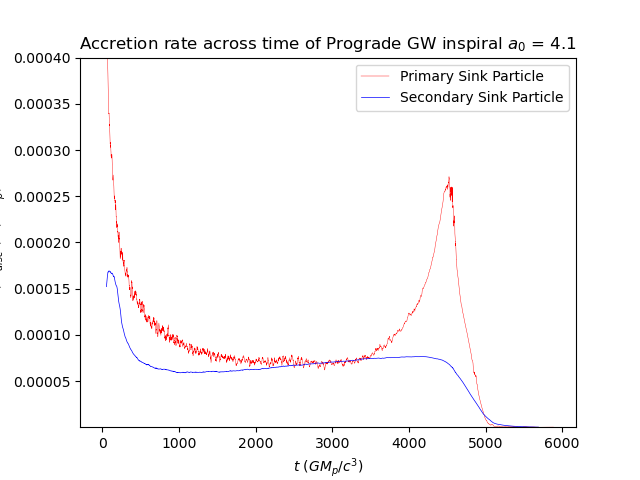 Accretion rate across time of Prograde GW inspiral a₀ = 4.1
Primary Sink Particle
Secondary Sink Particle
0.00040
0.00035
0.00030
0.00025
0.00020
0.00015
0.00010
0.00005
0 1000 2000 3000 4000 5000 6000
t (GMₚ/c³)